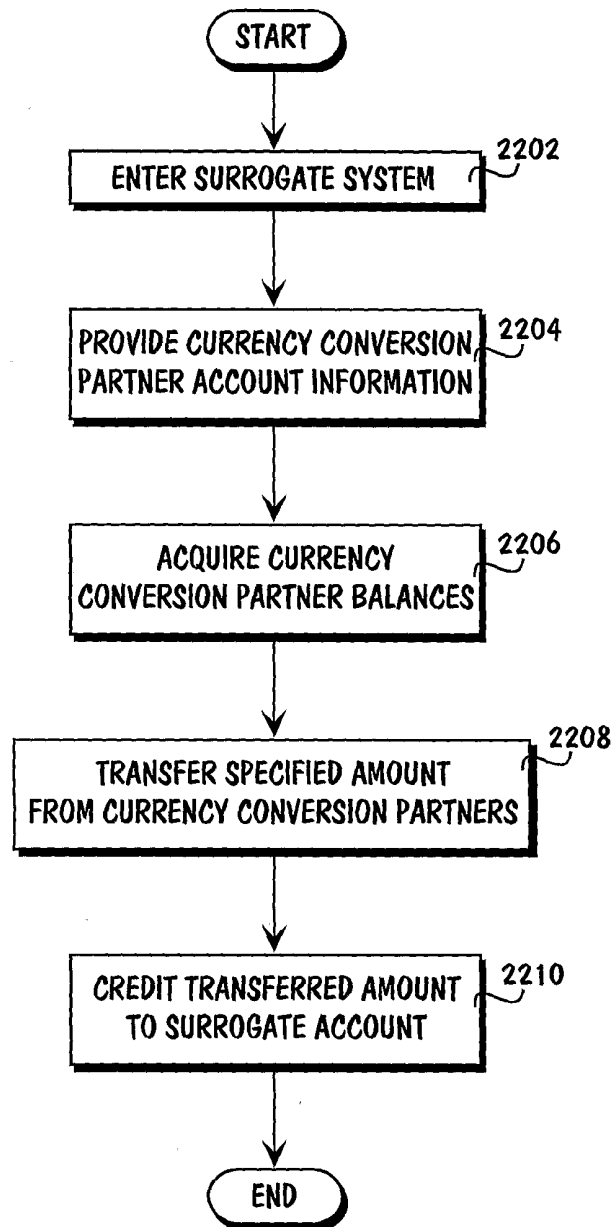 START
2202
ENTER SURROGATE SYSTEM
2204
PROVIDE CURRENCY CONVERSION
PARTNER ACCOUNT INFORMATION
2206
ACQUIRE CURRENCY
CONVERSION PARTNER BALANCES
2208
TRANSFER SPECIFIED AMOUNT
FROM CURRENCY CONVERSION PARTNERS
2210
CREDIT TRANSFERRED AMOUNT
TO SURROGATE ACCOUNT
END